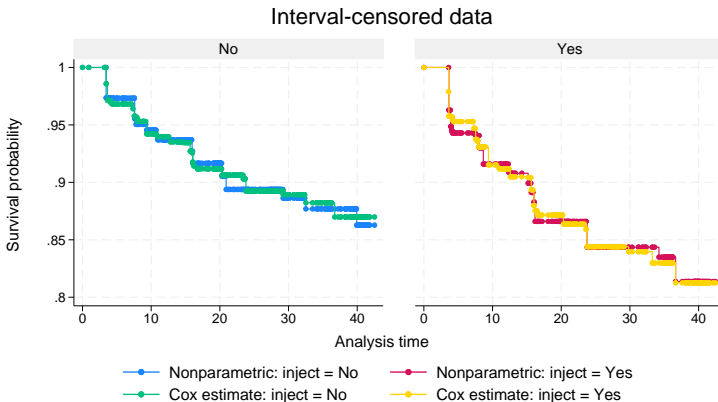 Interval-censored data
No
Yes
Survival probability
1
.95
.9
.85
.8
0 10 20 30 40
0 10 20 30 40
Analysis time
Nonparametric: inject = No
Nonparametric: inject = Yes
Cox estimate: inject = No
Cox estimate: inject = Yes